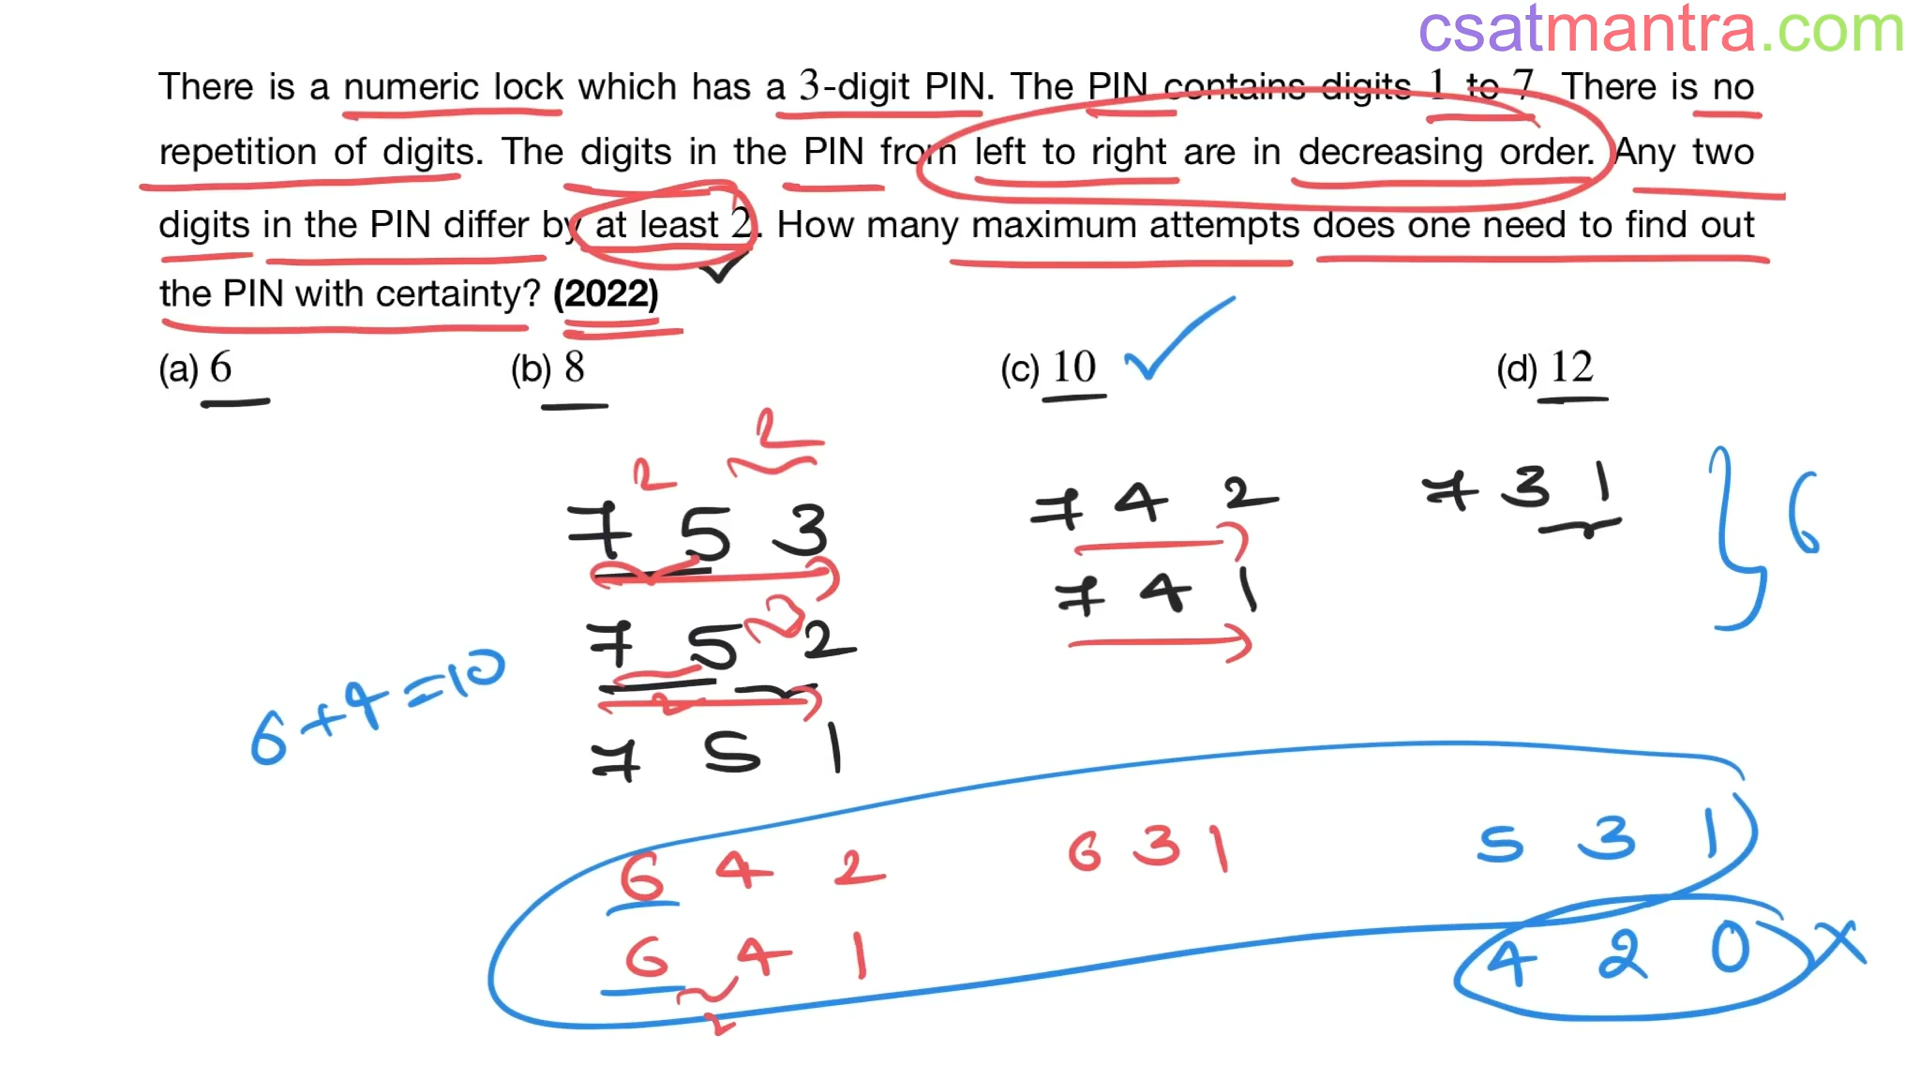 csatmantra.com
There is a numeric lock which has a 3-digit PIN. The PIN contains digits 1 to 7. There is no
repetition of digits. The digits in the PIN from left to right are in decreasing order. Any two
digits in the PIN differ by at least 2. How many maximum attempts does one need to find out
the PIN with certainty? (2022)
(a) 6 (b) 8 (c) 10 (d) 12
2 2
7 5 3 7 4 2 7 3 1 } 6
7 5 2 7 4 1
2
6+4=10
7 5 1
6 4 2 6 3 1 5 3 1
6 4 1 4 2 0 x
2